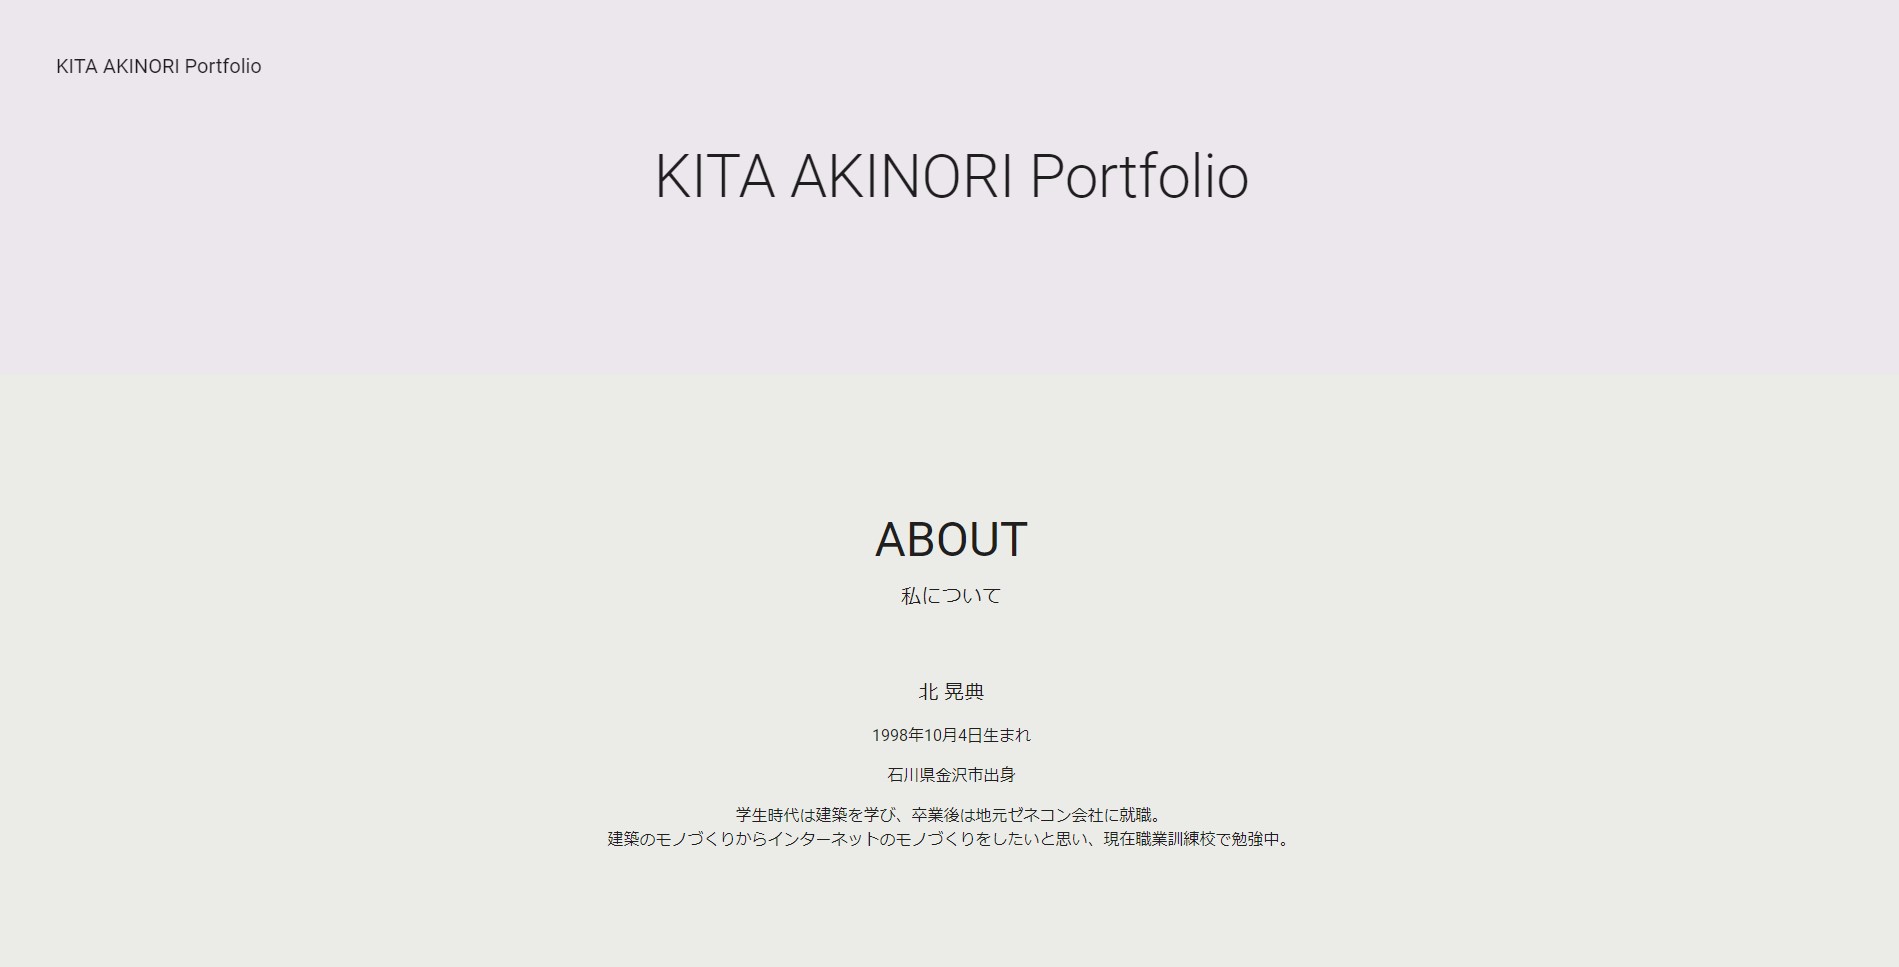 KITA AKINORI Portfolio
KITA AKINORI Portfolio
ABOUT
私について
北 晃典
1998年10月4日生まれ
石川県金沢市出身
学生時代は建築を学び、卒業後は地元ゼネコン会社に就職。
建築のモノづくりからインターネットのモノづくりをしたいと思い、現在職業訓練校で勉強中。